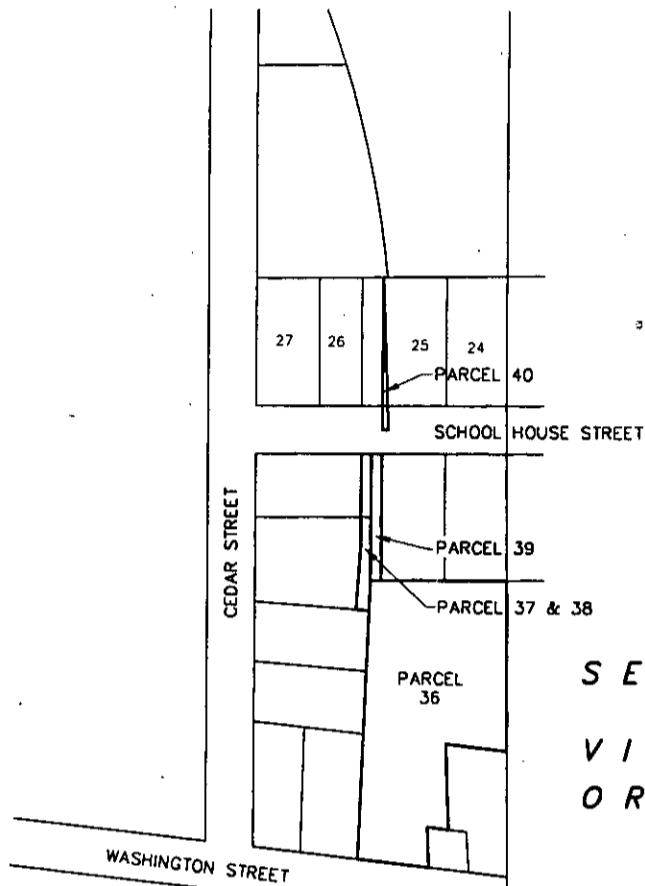 27
26
25
24
PARCEL 40
SCHOOL HOUSE STREET
CEDAR STREET
PARCEL 39
PARCEL 37 & 38
PARCEL
36
S E
V I
O R
WASHINGTON STREET